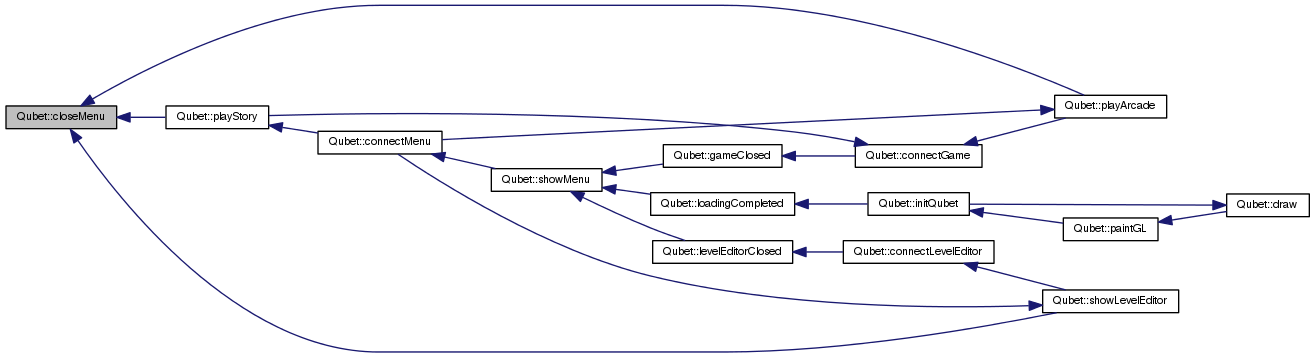 Qubet::closeMenu
Qubet::playStory
Qubet::connectMenu
Qubet::showMenu
Qubet::gameClosed
Qubet::loadingCompleted
Qubet::levelEditorClosed
Qubet::connectGame
Qubet::initQubet
Qubet::connectLevelEditor
Qubet::playArcade
Qubet::paintGL
Qubet::showLevelEditor
Qubet::draw